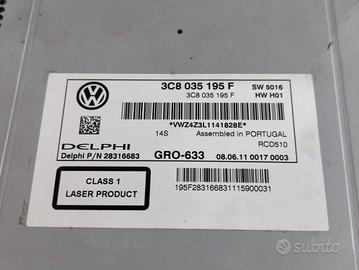 3C8 035 195 F
SW 5016
3C8 035 195 F
HW H01
*VWZ4Z3L1141828E*
14S
Assembled in PORTUGAL
DELPHI
RCD510
Delphi P/N 28316683
GRO-633
08.06.11 0017 0003
CLASS 1
LASER PRODUCT
195F283166831115900031
subito